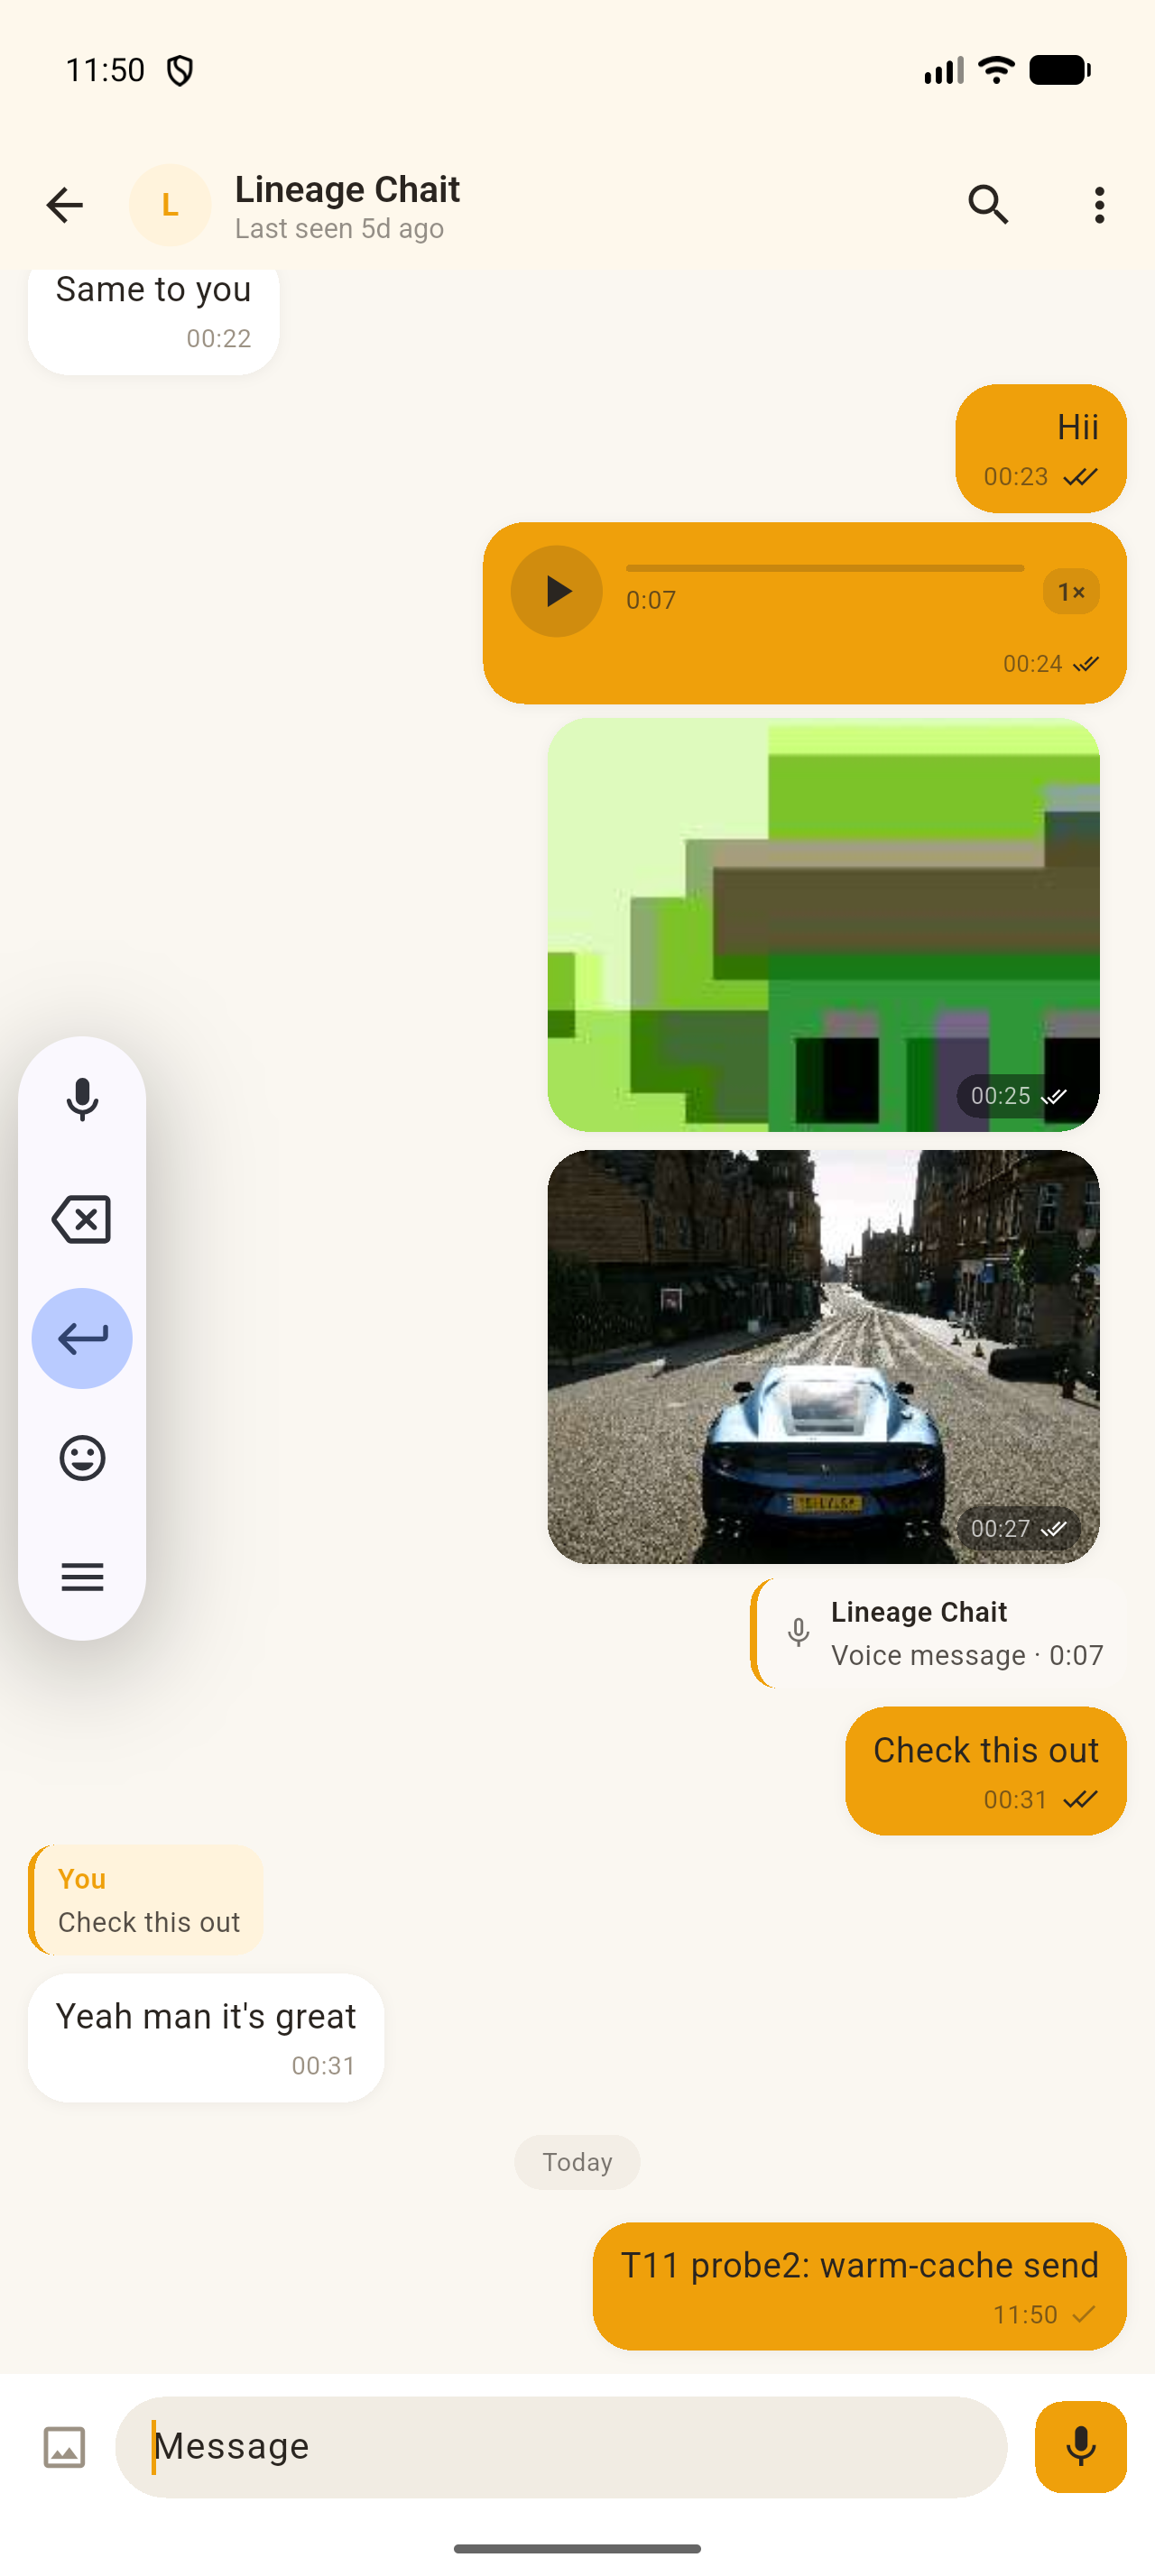 11:50
L
Lineage Chait
Last seen 5d ago
Same to you
00:22
Hii
00:23
0:07
1×
00:24
00:25
00:27
Lineage Chait
Voice message · 0:07
Check this out
00:31
You
Check this out
Yeah man it's great
00:31
Today
T11 probe2: warm-cache send
11:50
Message